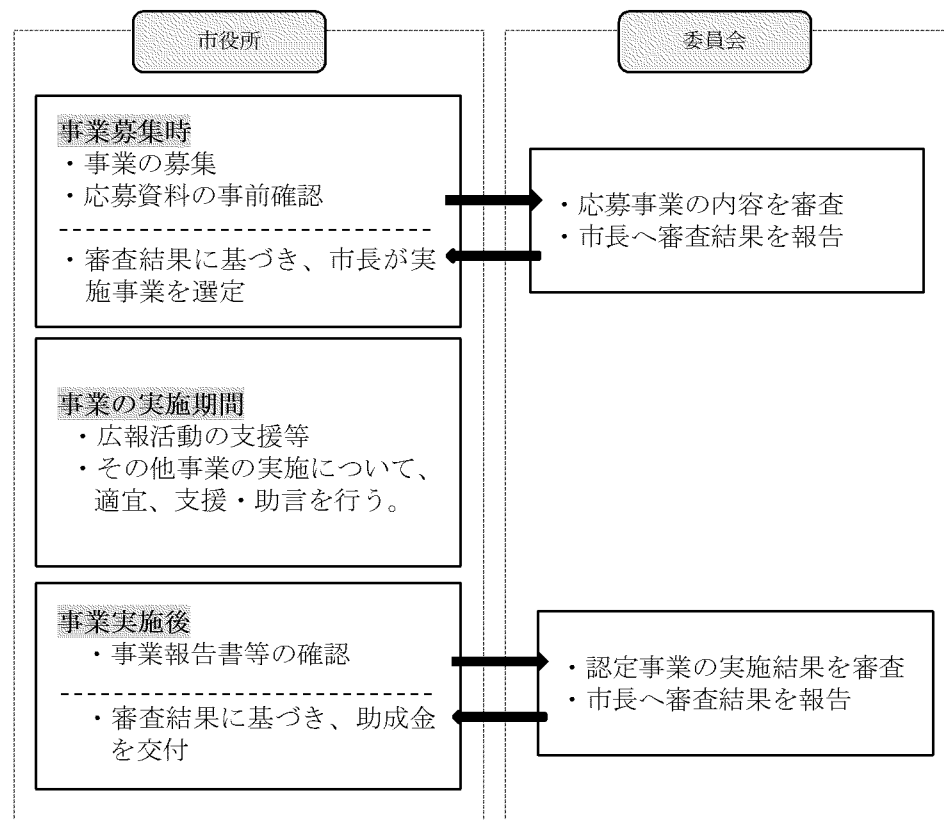 市役所
委員会
事業募集時
・事業の募集
・応募資料の事前確認
・審査結果に基づき、市長が実
施事業を選定
・応募事業の内容を審査
・市長へ審査結果を報告
事業の実施期間
・広報活動の支援等
・その他事業の実施について、
適宜、支援・助言を行う。
事業実施後
・事業報告書等の確認
・審査結果に基づき、助成金
を交付
・認定事業の実施結果を審査
・市長へ審査結果を報告